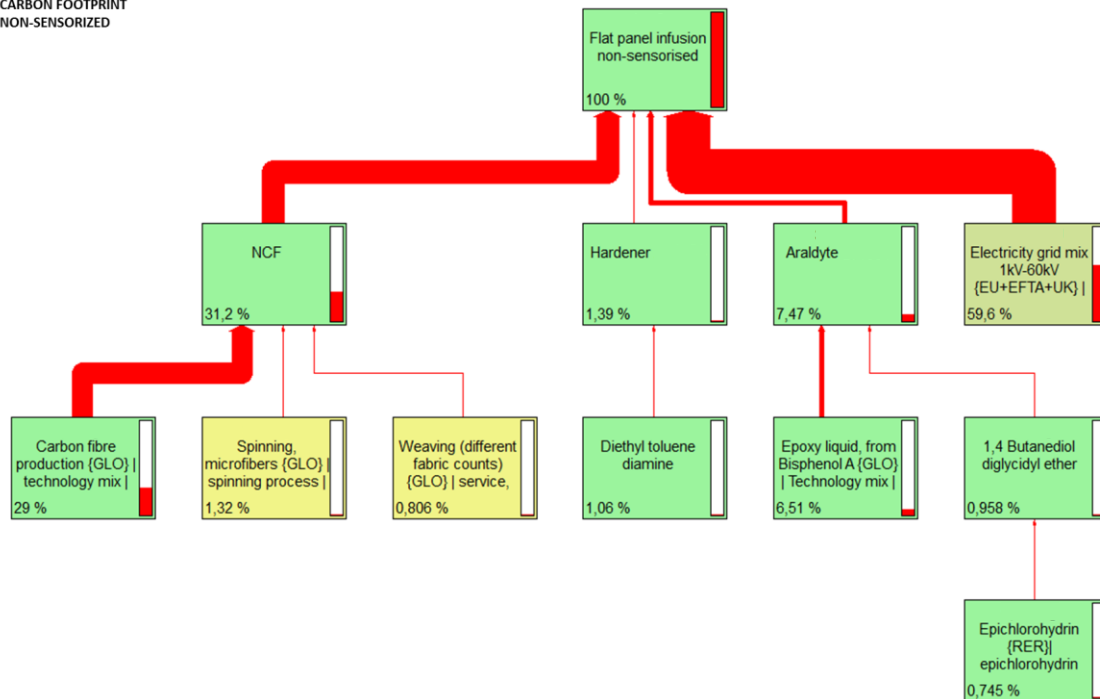 CARBON FOOTPRINT
NON-SENSORIZED
Flat panel infusion
non-sensorised
100 %
NCF
31,2 %
Hardener
1,39 %
Araldyte
7,47 %
Electricity grid mix
1kV-60kV
{EU+EFTA+UK} |
59,6 %
Carbon fibre
production {GLO} |
technology mix |
29 %
Spinning,
microfibers {GLO} |
spinning process |
1,32 %
Weaving (different
fabric counts)
{GLO} | service,
0,806 %
Diethyl toluene
diamine
1,06 %
Epoxy liquid, from
Bisphenol A {GLO}
| Technology mix |
6,51 %
1,4 Butanediol
diglycidyl ether
0,958 %
Epichlorohydrin
{RER}|
epichlorohydrin
0,745 %